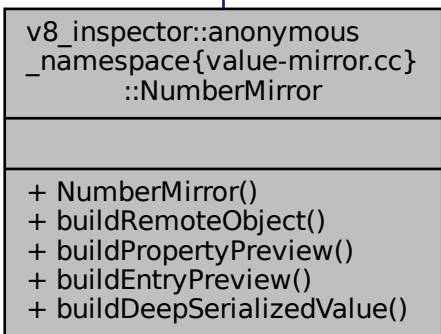 v8_inspector::anonymous
_namespace{value-mirror.cc}
::NumberMirror
+ NumberMirror()
+ buildRemoteObject()
+ buildPropertyPreview()
+ buildEntryPreview()
+ buildDeepSerializedValue()